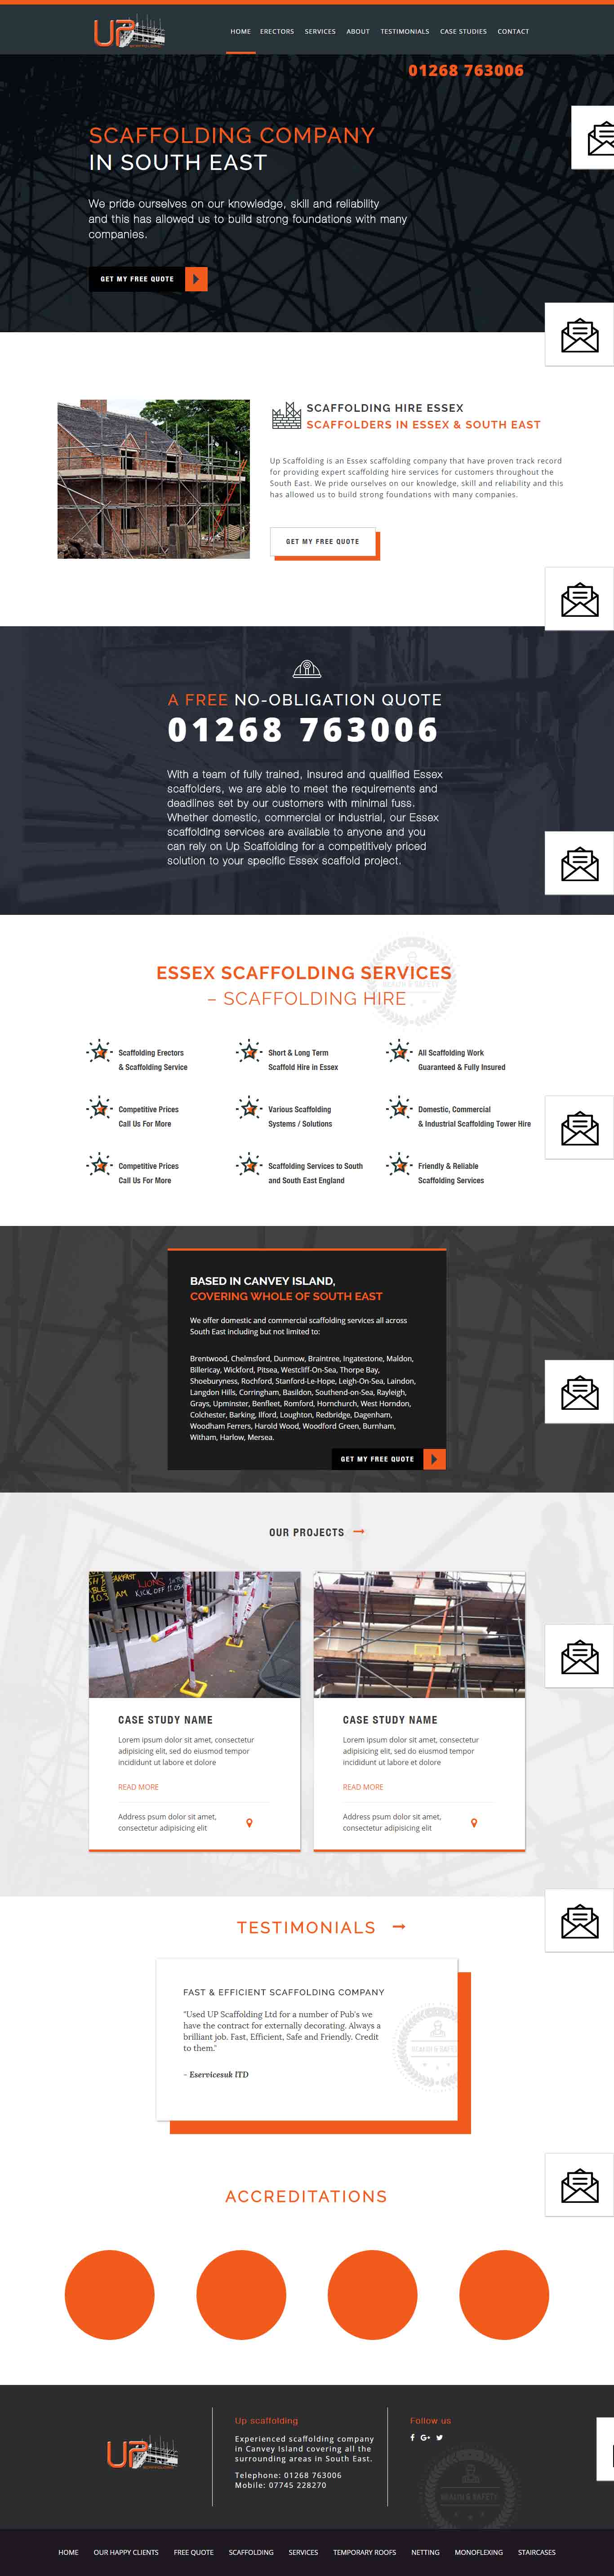 UP
SCAFFOLDING
HOME ERECTORS SERVICES ABOUT TESTIMONIALS CASE STUDIES CONTACT
01268 763006
SCAFFOLDING COMPANY
IN SOUTH EAST
We pride ourselves on our knowledge, skill and reliability
and this has allowed us to build strong foundations with many
companies.
GET MY FREE QUOTE
SCAFFOLDING HIRE ESSEX
SCAFFOLDERS IN ESSEX & SOUTH EAST
Up Scaffolding is an Essex scaffolding company that have proven track record
for providing expert scaffolding hire services for customers throughout the
South East. We pride ourselves on our knowledge, skill and reliability and this
has allowed us to build strong foundations with many companies.
GET MY FREE QUOTE
A FREE NO-OBLIGATION QUOTE
01268 763006
With a team of fully trained, insured and qualified Essex
scaffolders, we are able to meet the requirements and
deadlines set by our customers with minimal fuss.
Whether domestic, commercial or industrial, our Essex
scaffolding services are available to anyone and you
can rely on Up Scaffolding for a competitively priced
solution to your specific Essex scaffold project.
ESSEX SCAFFOLDING SERVICES
– SCAFFOLDING HIRE
HEALTH & SAFETY
Scaffolding Erectors
& Scaffolding Service
Short & Long Term
Scaffold Hire in Essex
All Scaffolding Work
Guaranteed & Fully Insured
Competitive Prices
Call Us For More
Various Scaffolding
Systems / Solutions
Domestic, Commercial
& Industrial Scaffolding Tower Hire
Competitive Prices
Call Us For More
Scaffolding Services to South
and South East England
Friendly & Reliable
Scaffolding Services
BASED IN CANVEY ISLAND,
COVERING WHOLE OF SOUTH EAST
We offer domestic and commercial scaffolding services all across
South East including but not limited to:
Brentwood, Chelmsford, Dunmow, Braintree, Ingatestone, Maldon,
Billericay, Wickford, Pitsea, Westcliff-On-Sea, Thorpe Bay,
Shoeburyness, Rochford, Stanford-Le-Hope, Leigh-On-Sea, Laindon,
Langdon Hills, Corringham, Basildon, Southend-on-Sea, Rayleigh,
Grays, Upminster, Benfleet, Romford, Hornchurch, West Horndon,
Colchester, Barking, Ilford, Loughton, Redbridge, Dagenham,
Woodham Ferrers, Harold Wood, Woodford Green, Burnham,
Witham, Harlow, Mersea.
GET MY FREE QUOTE
OUR PROJECTS
LIONS
KICK OFF
CASE STUDY NAME
Lorem ipsum dolor sit amet, consectetur
adipisicing elit, sed do eiusmod tempor
incididunt ut labore et dolore
READ MORE
Address psum dolor sit amet,
consectetur adipisicing elit
CASE STUDY NAME
Lorem ipsum dolor sit amet, consectetur
adipisicing elit, sed do eiusmod tempor
incididunt ut labore et dolore
READ MORE
Address psum dolor sit amet,
consectetur adipisicing elit
TESTIMONIALS
FAST & EFFICIENT SCAFFOLDING COMPANY
"Used UP Scaffolding Ltd for a number of Pub's we
have the contract for externally decorating. Always a
brilliant job. Fast, Efficient, Safe and Friendly. Credit
to them."
- Eservicesuk lTD
HEALTH & SAFETY
ACCREDITATIONS
UP
SCAFFOLDING
Up scaffolding
Experienced scaffolding company
in Canvey Island covering all the
surrounding areas in South East.
Telephone: 01268 763006
Mobile: 07745 228270
Follow us
HEALTH & SAFETY
HOME OUR HAPPY CLIENTS FREE QUOTE SCAFFOLDING SERVICES TEMPORARY ROOFS NETTING MONOFLEXING STAIRCASES